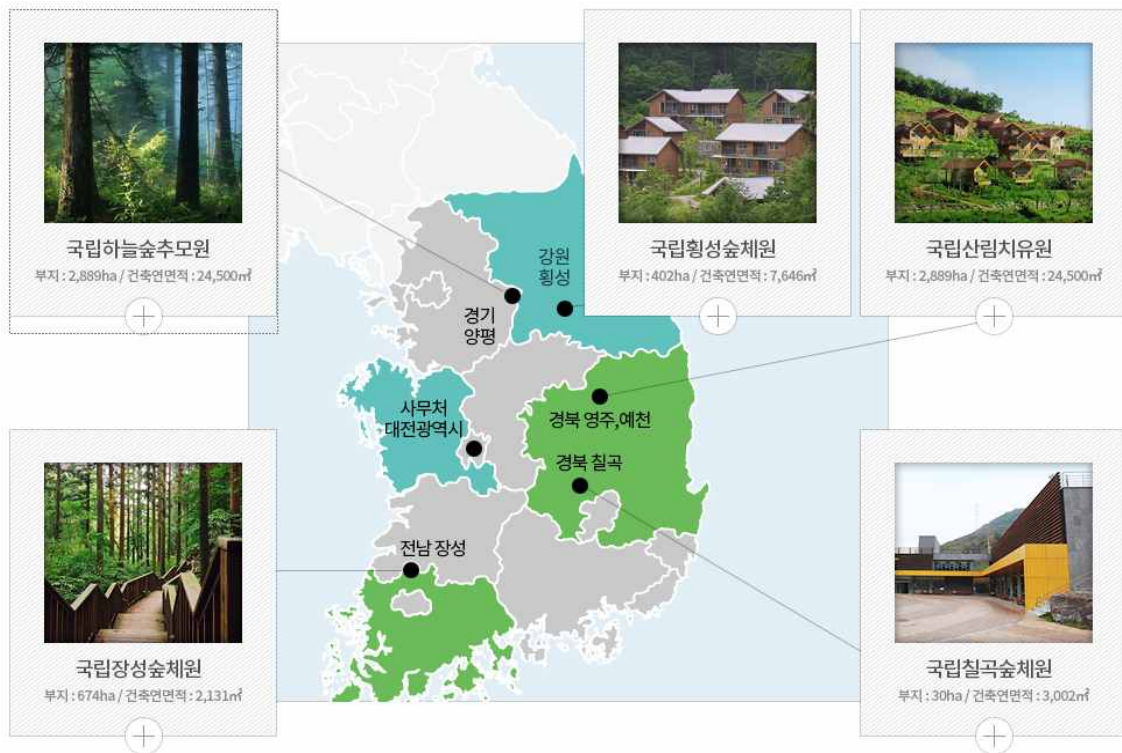 국립하늘숲추모원
부지 : 2,889ha / 건축연면적 : 24,500㎡
국립횡성숲체원
부지 : 402ha / 건축연면적 : 7,646㎡
국립산림치유원
부지 : 2,889ha / 건축연면적 : 24,500㎡
강원
횡성
경기
양평
사무처
대전광역시
경북 영주,예천
경북 칠곡
전남 장성
국립장성숲체원
부지 : 674ha / 건축연면적 : 2,131㎡
국립칠곡숲체원
부지 : 30ha / 건축연면적 : 3,002㎡